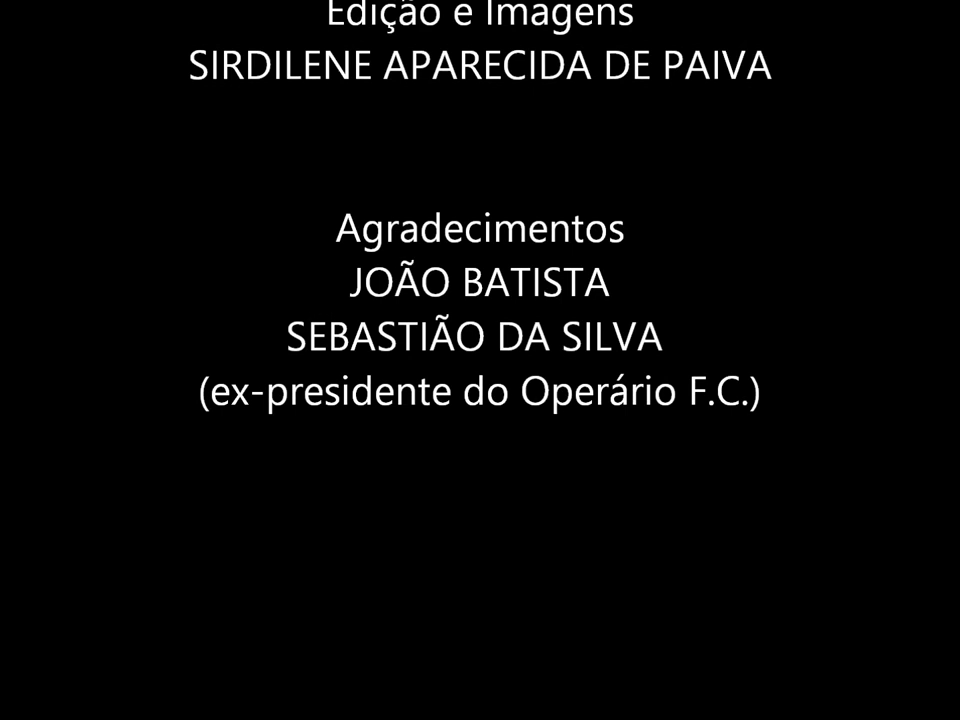 Edição e Imagens
SIRDILENE APARECIDA DE PAIVA
Agradecimentos
JOÃO BATISTA
SEBASTIÃO DA SILVA
(ex-presidente do Operário F.C.)